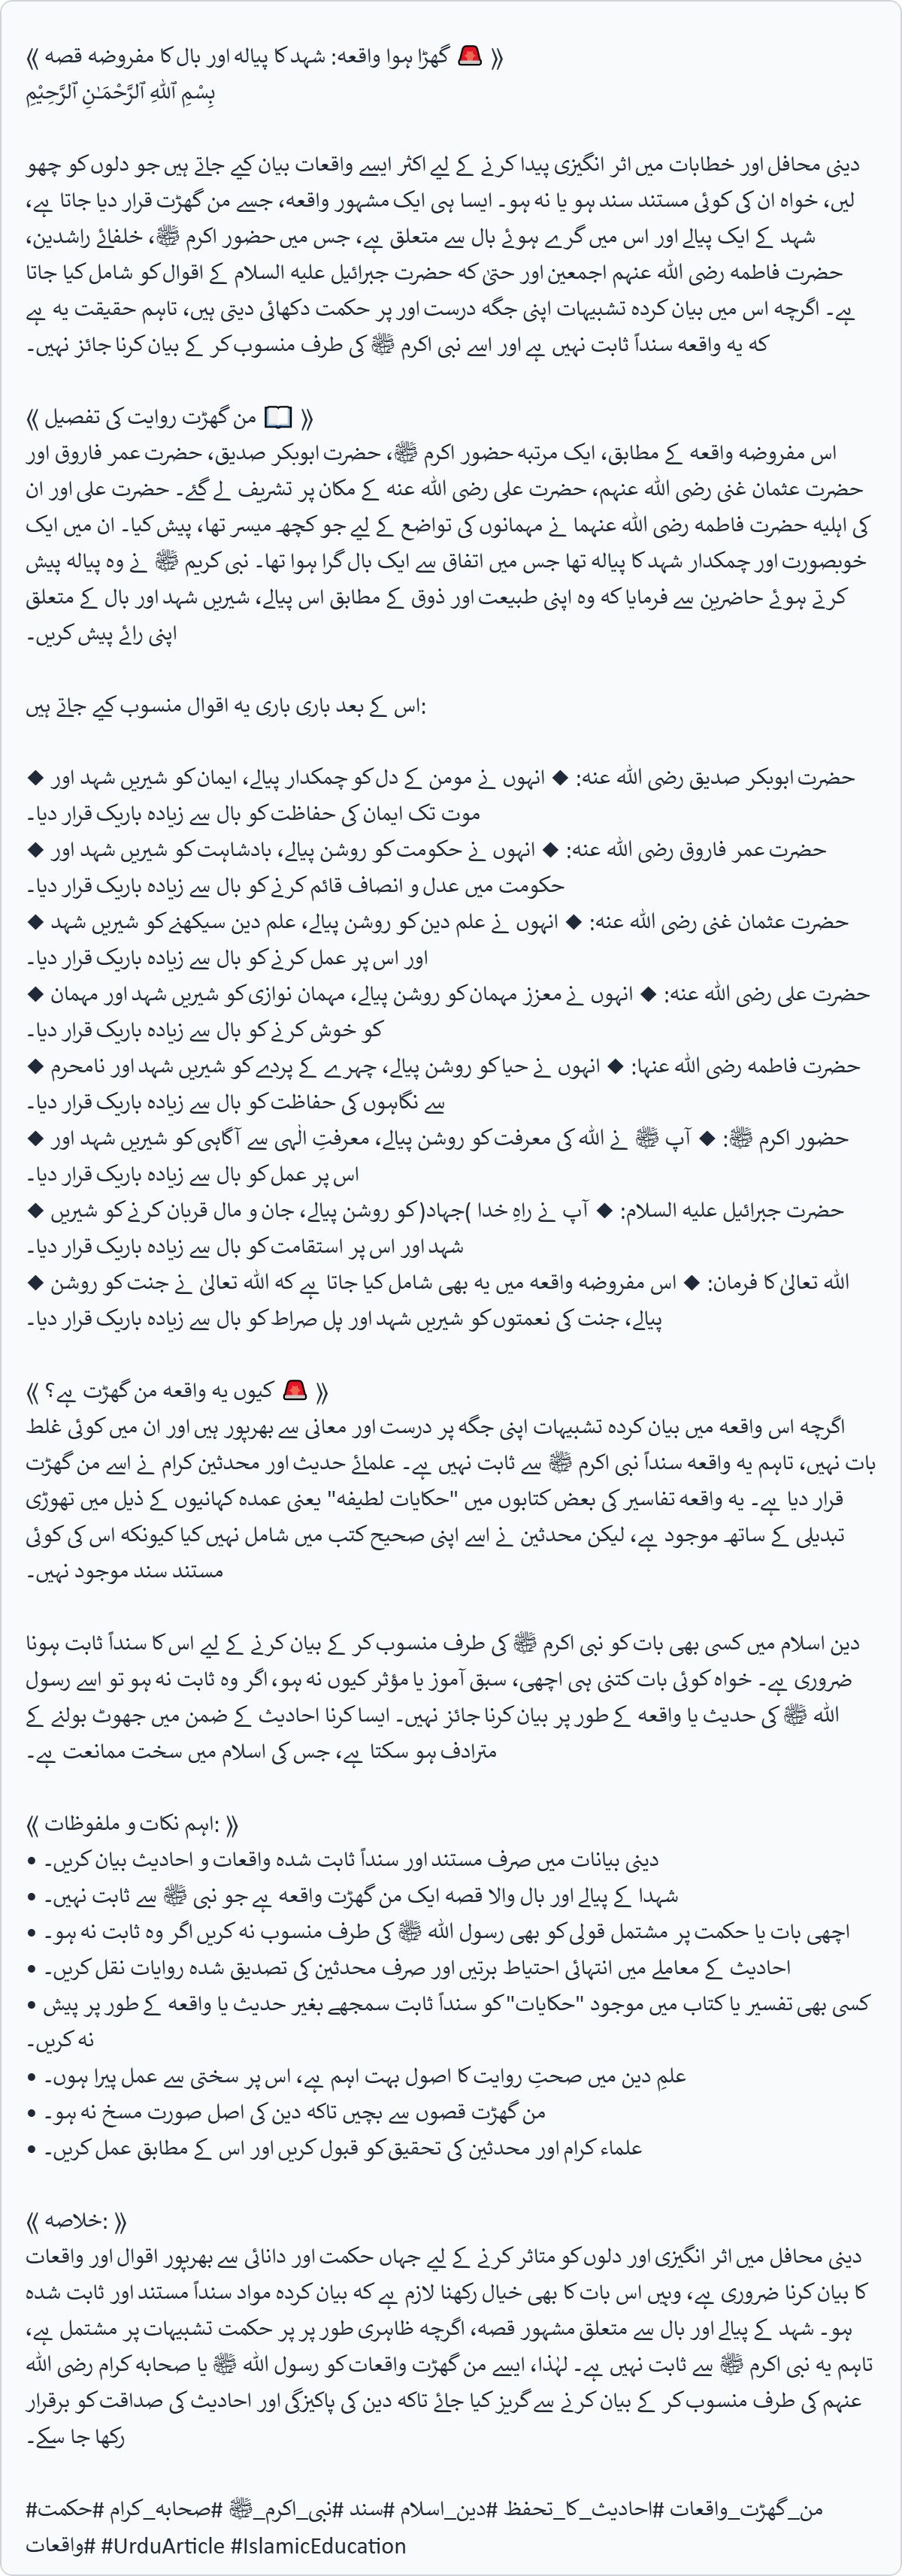 ⟪ 🚨 گھڑا ہوا واقعہ: شہد کا پیالہ اور بال کا مفروضہ قصہ ⟫
بِسْمِ ٱللّٰهِ ٱلرَّحْمَـٰنِ ٱلرَّحِيْمِ
دینی محافل اور خطابات میں اثر انگیزی پیدا کرنے کے لیے اکثر ایسے واقعات بیان کیے جاتے ہیں جو دلوں کو چھو
لیں، خواہ ان کی کوئی مستند سند ہو یا نہ ہو۔ ایسا ہی ایک مشہور واقعہ، جسے من گھڑت قرار دیا جاتا ہے،
شہد کے ایک پیالے اور اس میں گرے ہوئے بال سے متعلق ہے، جس میں حضور اکرم ﷺ، خلفائے راشدین،
حضرت فاطمہ رضی اللہ عنہم اجمعین اور حتیٰ کہ حضرت جبرائیل علیہ السلام کے اقوال کو شامل کیا جاتا
ہے۔ اگرچہ اس میں بیان کردہ تشبیہات اپنی جگہ درست اور پر حکمت دکھائی دیتی ہیں، تاہم حقیقت یہ ہے
کہ یہ واقعہ سنداً ثابت نہیں ہے اور اسے نبی اکرم ﷺ کی طرف منسوب کر کے بیان کرنا جائز نہیں۔
⟪ 📖 من گھڑت روایت کی تفصیل ⟫
اس مفروضہ واقعہ کے مطابق، ایک مرتبہ حضور اکرم ﷺ، حضرت ابوبکر صدیق، حضرت عمر فاروق اور
حضرت عثمان غنی رضی اللہ عنہم، حضرت علی رضی اللہ عنہ کے مکان پر تشریف لے گئے۔ حضرت علی اور ان
کی اہلیہ حضرت فاطمہ رضی اللہ عنہما نے مہمانوں کی تواضع کے لیے جو کچھ میسر تھا، پیش کیا۔ ان میں ایک
خوبصورت اور چمکدار شہد کا پیالہ تھا جس میں اتفاق سے ایک بال گرا ہوا تھا۔ نبی کریم ﷺ نے وہ پیالہ پیش
کرتے ہوئے حاضرین سے فرمایا کہ وہ اپنی طبیعت اور ذوق کے مطابق اس پیالے، شیریں شہد اور بال کے متعلق
اپنی رائے پیش کریں۔
اس کے بعد باری باری یہ اقوال منسوب کیے جاتے ہیں:
◆ حضرت ابوبکر صدیق رضی اللہ عنہ: ◆ انہوں نے مومن کے دل کو چمکدار پیالے، ایمان کو شیریں شہد اور
موت تک ایمان کی حفاظت کو بال سے زیادہ باریک قرار دیا۔
◆ حضرت عمر فاروق رضی اللہ عنہ: ◆ انہوں نے حکومت کو روشن پیالے، بادشاہت کو شیریں شہد اور
حکومت میں عدل و انصاف قائم کرنے کو بال سے زیادہ باریک قرار دیا۔
◆ حضرت عثمان غنی رضی اللہ عنہ: ◆ انہوں نے علم دین کو روشن پیالے، علم دین سیکھنے کو شیریں شہد
اور اس پر عمل کرنے کو بال سے زیادہ باریک قرار دیا۔
◆ حضرت علی رضی اللہ عنہ: ◆ انہوں نے معزز مہمان کو روشن پیالے، مہمان نوازی کو شیریں شہد اور مہمان
کو خوش کرنے کو بال سے زیادہ باریک قرار دیا۔
◆ حضرت فاطمہ رضی اللہ عنہا: ◆ انہوں نے حیا کو روشن پیالے، چہرے کے پردے کو شیریں شہد اور نامحرم
سے نگاہوں کی حفاظت کو بال سے زیادہ باریک قرار دیا۔
◆ حضور اکرم ﷺ: ◆ آپ ﷺ نے اللہ کی معرفت کو روشن پیالے، معرفتِ الٰہی سے آگاہی کو شیریں شہد اور
اس پر عمل کو بال سے زیادہ باریک قرار دیا۔
◆ حضرت جبرائیل علیہ السلام: ◆ آپ نے راہِ خدا )جہاد( کو روشن پیالے، جان و مال قربان کرنے کو شیریں
شہد اور اس پر استقامت کو بال سے زیادہ باریک قرار دیا۔
◆ اللہ تعالیٰ کا فرمان: ◆ اس مفروضہ واقعہ میں یہ بھی شامل کیا جاتا ہے کہ اللہ تعالیٰ نے جنت کو روشن
پیالے، جنت کی نعمتوں کو شیریں شہد اور پل صراط کو بال سے زیادہ باریک قرار دیا۔
⟪ 🚨 کیوں یہ واقعہ من گھڑت ہے؟ ⟫
اگرچہ اس واقعہ میں بیان کردہ تشبیہات اپنی جگہ پر درست اور معانی سے بھرپور ہیں اور ان میں کوئی غلط
بات نہیں، تاہم یہ واقعہ سنداً نبی اکرم ﷺ سے ثابت نہیں ہے۔ علمائے حدیث اور محدثین کرام نے اسے من گھڑت
قرار دیا ہے۔ یہ واقعہ تفاسیر کی بعض کتابوں میں "حکایات لطیفہ" یعنی عمدہ کہانیوں کے ذیل میں تھوڑی
تبدیلی کے ساتھ موجود ہے، لیکن محدثین نے اسے اپنی صحیح کتب میں شامل نہیں کیا کیونکہ اس کی کوئی
مستند سند موجود نہیں۔
دین اسلام میں کسی بھی بات کو نبی اکرم ﷺ کی طرف منسوب کر کے بیان کرنے کے لیے اس کا سنداً ثابت ہونا
ضروری ہے۔ خواہ کوئی بات کتنی ہی اچھی، سبق آموز یا مؤثر کیوں نہ ہو، اگر وہ ثابت نہ ہو تو اسے رسول
اللہ ﷺ کی حدیث یا واقعہ کے طور پر بیان کرنا جائز نہیں۔ ایسا کرنا احادیث کے ضمن میں جھوٹ بولنے کے
مترادف ہو سکتا ہے، جس کی اسلام میں سخت ممانعت ہے۔
⟪ اہم نکات و ملفوظات: ⟫
• دینی بیانات میں صرف مستند اور سنداً ثابت شدہ واقعات و احادیث بیان کریں۔
• شہدا کے پیالے اور بال والا قصہ ایک من گھڑت واقعہ ہے جو نبی ﷺ سے ثابت نہیں۔
• اچھی بات یا حکمت پر مشتمل قولی کو بھی رسول اللہ ﷺ کی طرف منسوب نہ کریں اگر وہ ثابت نہ ہو۔
• احادیث کے معاملے میں انتہائی احتیاط برتیں اور صرف محدثین کی تصدیق شدہ روایات نقل کریں۔
• کسی بھی تفسیر یا کتاب میں موجود "حکایات" کو سنداً ثابت سمجھے بغیر حدیث یا واقعہ کے طور پر پیش
نہ کریں۔
• علمِ دین میں صحتِ روایت کا اصول بہت اہم ہے، اس پر سختی سے عمل پیرا ہوں۔
• من گھڑت قصوں سے بچیں تاکہ دین کی اصل صورت مسخ نہ ہو۔
• علماء کرام اور محدثین کی تحقیق کو قبول کریں اور اس کے مطابق عمل کریں۔
⟪ خلاصہ: ⟫
دینی محافل میں اثر انگیزی اور دلوں کو متاثر کرنے کے لیے جہاں حکمت اور دانائی سے بھرپور اقوال اور واقعات
کا بیان کرنا ضروری ہے، وہیں اس بات کا بھی خیال رکھنا لازم ہے کہ بیان کردہ مواد سنداً مستند اور ثابت شدہ
ہو۔ شہد کے پیالے اور بال سے متعلق مشہور قصہ، اگرچہ ظاہری طور پر پر حکمت تشبیہات پر مشتمل ہے،
تاہم یہ نبی اکرم ﷺ سے ثابت نہیں ہے۔ لہٰذا، ایسے من گھڑت واقعات کو رسول اللہ ﷺ یا صحابہ کرام رضی اللہ
عنہم کی طرف منسوب کر کے بیان کرنے سے گریز کیا جائے تاکہ دین کی پاکیزگی اور احادیث کی صداقت کو برقرار
رکھا جا سکے۔
#من_گھڑت_واقعات #احادیث_کا_تحفظ #دین_اسلام #سند #نبی_اکرم_ﷺ #صحابہ_کرام #حکمت
#واقعات #UrduArticle #IslamicEducation